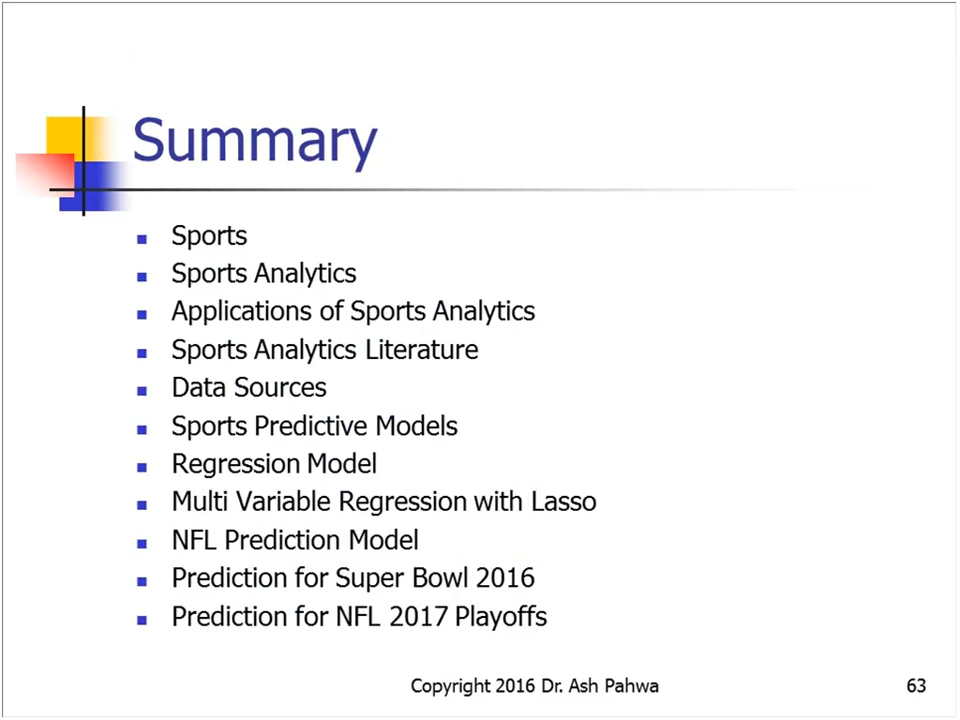 Summary
Sports
Sports Analytics
Applications of Sports Analytics
Sports Analytics Literature
Data Sources
Sports Predictive Models
Regression Model
Multi Variable Regression with Lasso
NFL Prediction Model
Prediction for Super Bowl 2016
Prediction for NFL 2017 Playoffs
Copyright 2016 Dr. Ash Pahwa 63